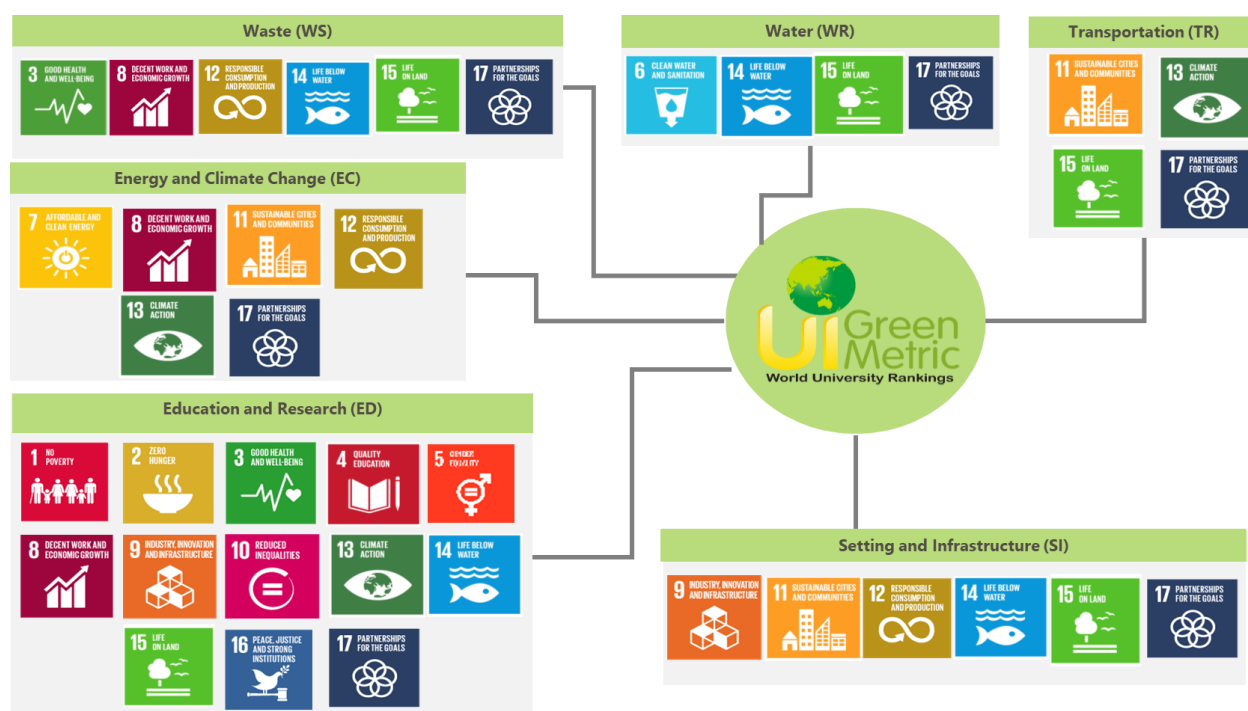 Waste (WS)
3 GOOD HEALTH
AND WELL-BEING
8 DECENT WORK AND
ECONOMIC GROWTH
12 RESPONSIBLE
CONSUMPTION
AND PRODUCTION
14 LIFE BELOW
WATER
15 LIFE
ON LAND
17 PARTNERSHIPS
FOR THE GOALS
Water (WR)
6 CLEAN WATER
AND SANITATION
14 LIFE BELOW
WATER
15 LIFE
ON LAND
17 PARTNERSHIPS
FOR THE GOALS
Transportation (TR)
11 SUSTAINABLE CITIES
AND COMMUNITIES
13 CLIMATE
ACTION
15 LIFE
ON LAND
17 PARTNERSHIPS
FOR THE GOALS
Energy and Climate Change (EC)
7 AFFORDABLE AND
CLEAN ENERGY
8 DECENT WORK AND
ECONOMIC GROWTH
11 SUSTAINABLE CITIES
AND COMMUNITIES
12 RESPONSIBLE
CONSUMPTION
AND PRODUCTION
13 CLIMATE
ACTION
17 PARTNERSHIPS
FOR THE GOALS
UI Green
Metric
World University Rankings
Education and Research (ED)
1 NO
POVERTY
2 ZERO
HUNGER
3 GOOD HEALTH
AND WELL-BEING
4 QUALITY
EDUCATION
5 GENDER
EQUALITY
8 DECENT WORK AND
ECONOMIC GROWTH
9 INDUSTRY, INNOVATION
AND INFRASTRUCTURE
10 REDUCED
INEQUALITIES
13 CLIMATE
ACTION
14 LIFE BELOW
WATER
15 LIFE
ON LAND
16 PEACE, JUSTICE
AND STRONG
INSTITUTIONS
17 PARTNERSHIPS
FOR THE GOALS
Setting and Infrastructure (SI)
9 INDUSTRY, INNOVATION
AND INFRASTRUCTURE
11 SUSTAINABLE CITIES
AND COMMUNITIES
12 RESPONSIBLE
CONSUMPTION
AND PRODUCTION
14 LIFE BELOW
WATER
15 LIFE
ON LAND
17 PARTNERSHIPS
FOR THE GOALS